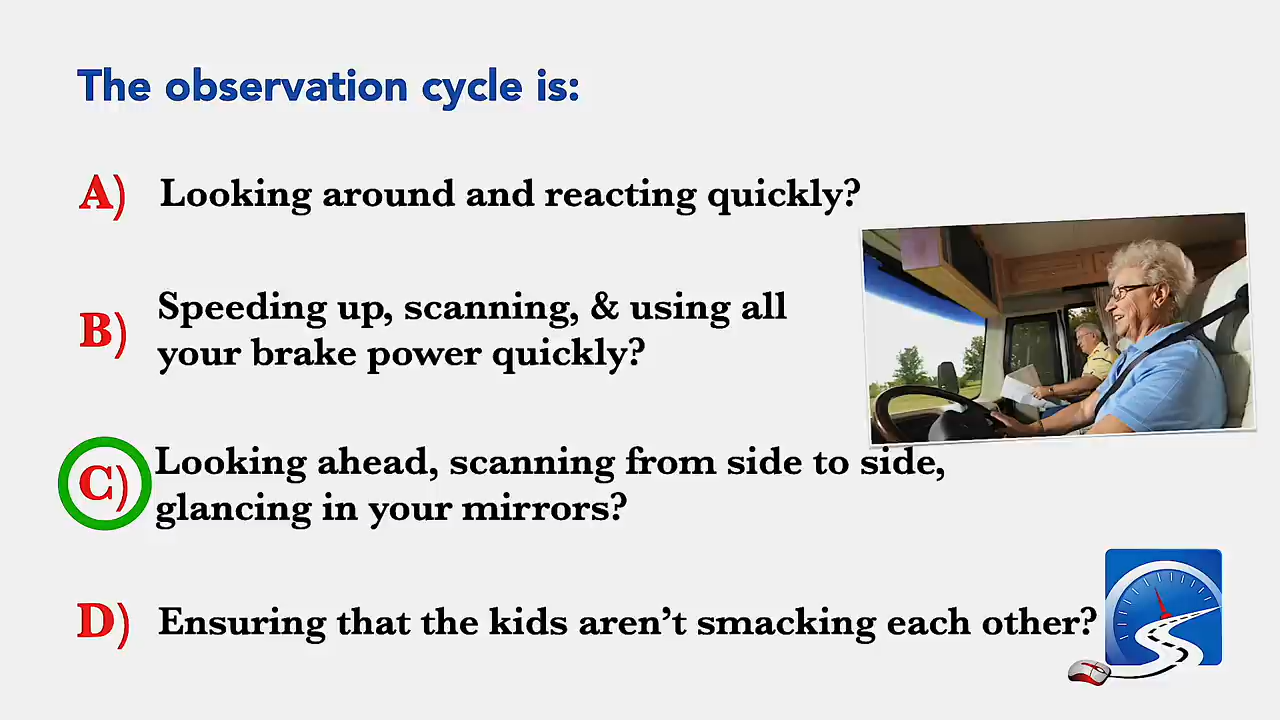 The observation cycle is:
A) Looking around and reacting quickly?
B) Speeding up, scanning, & using all
your brake power quickly?
C) Looking ahead, scanning from side to side,
glancing in your mirrors?
D) Ensuring that the kids aren’t smacking each other?